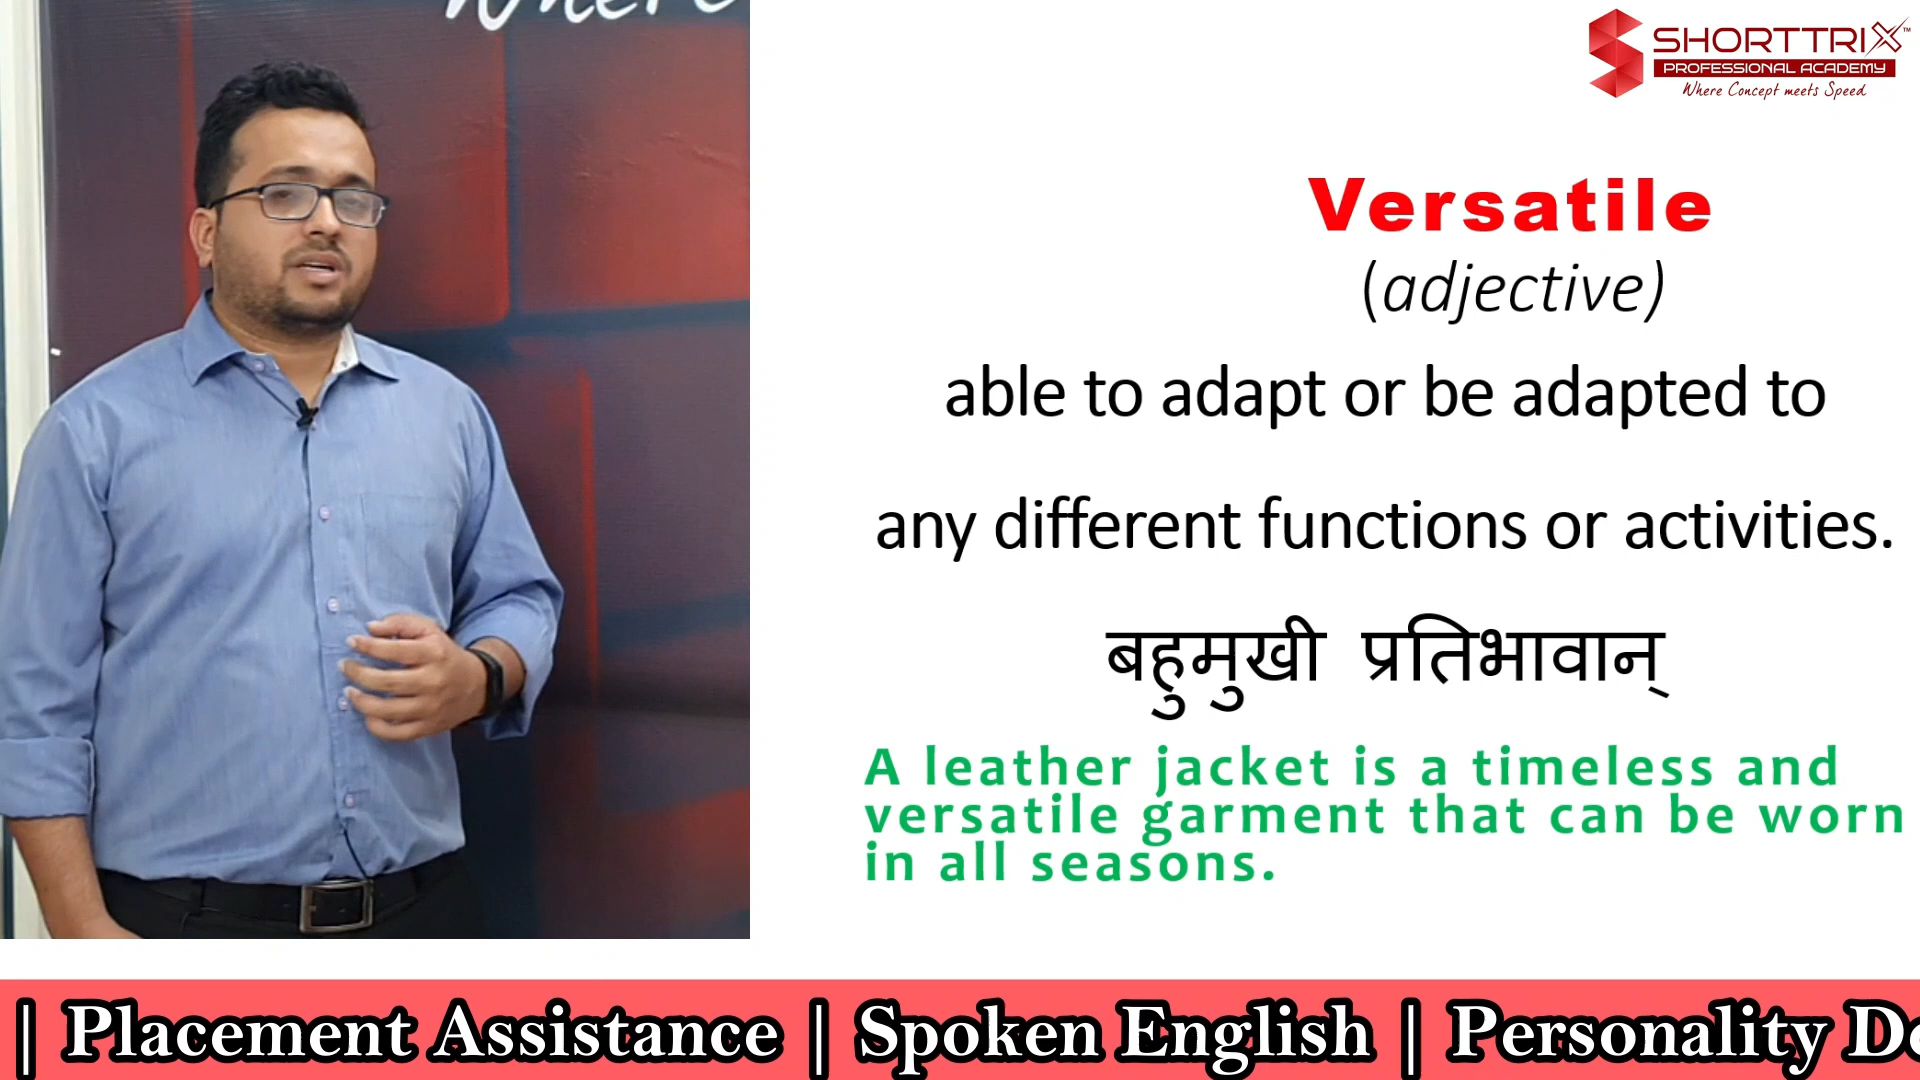 SHORTTRIX™
PROFESSIONAL ACADEMY
Where Concept meets Speed
Versatile
(adjective)
able to adapt or be adapted to
any different functions or activities.
बहुमुखी प्रतिभावान्
A leather jacket is a timeless and
versatile garment that can be worn
in all seasons.
| Placement Assistance | Spoken English | Personality De